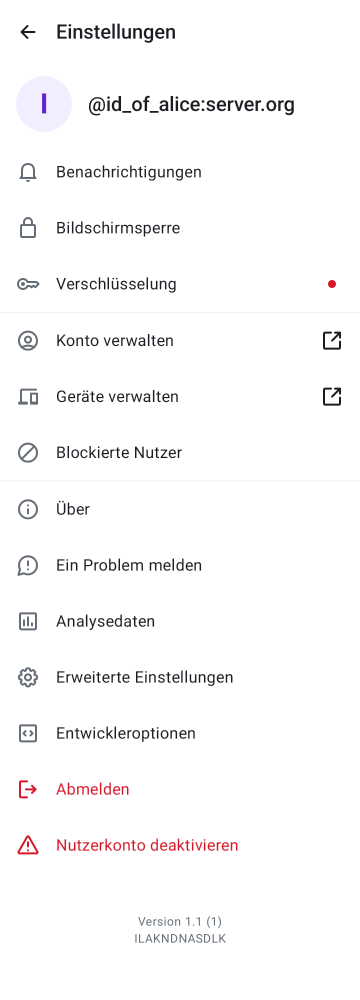 Einstellungen
I
@id_of_alice:server.org
Benachrichtigungen
Bildschirmsperre
Verschlüsselung
Konto verwalten
Geräte verwalten
Blockierte Nutzer
Über
Ein Problem melden
Analysedaten
Erweiterte Einstellungen
Entwickleroptionen
Abmelden
Nutzerkonto deaktivieren
Version 1.1 (1)
ILAKNDNASDLK